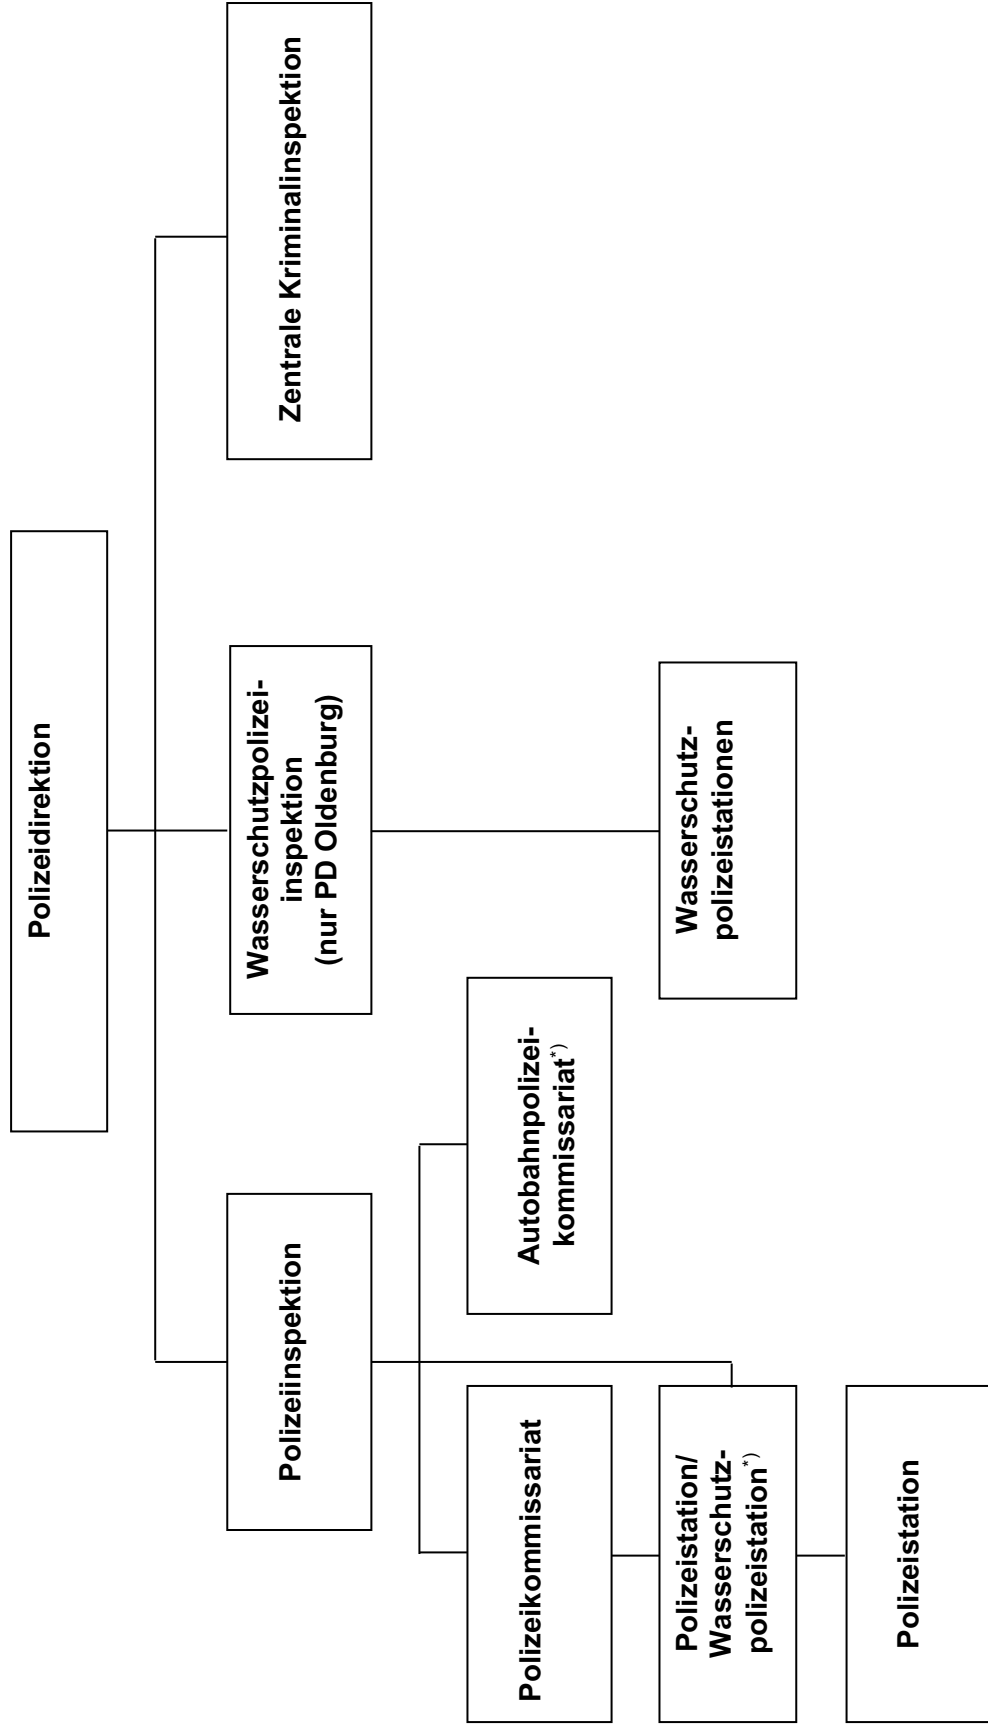 Polizeidirektion
Polizeiinspektion
Wasserschutzpolizei-
inspektion
(nur PD Oldenburg)
Zentrale Kriminalinspektion
Polizeikommissariat
Autobahnpolizei-
kommissariat*)
Polizeistation/
Wasserschutz-
polizeistation*)
Wasserschutz-
polizeistationen
Polizeistation